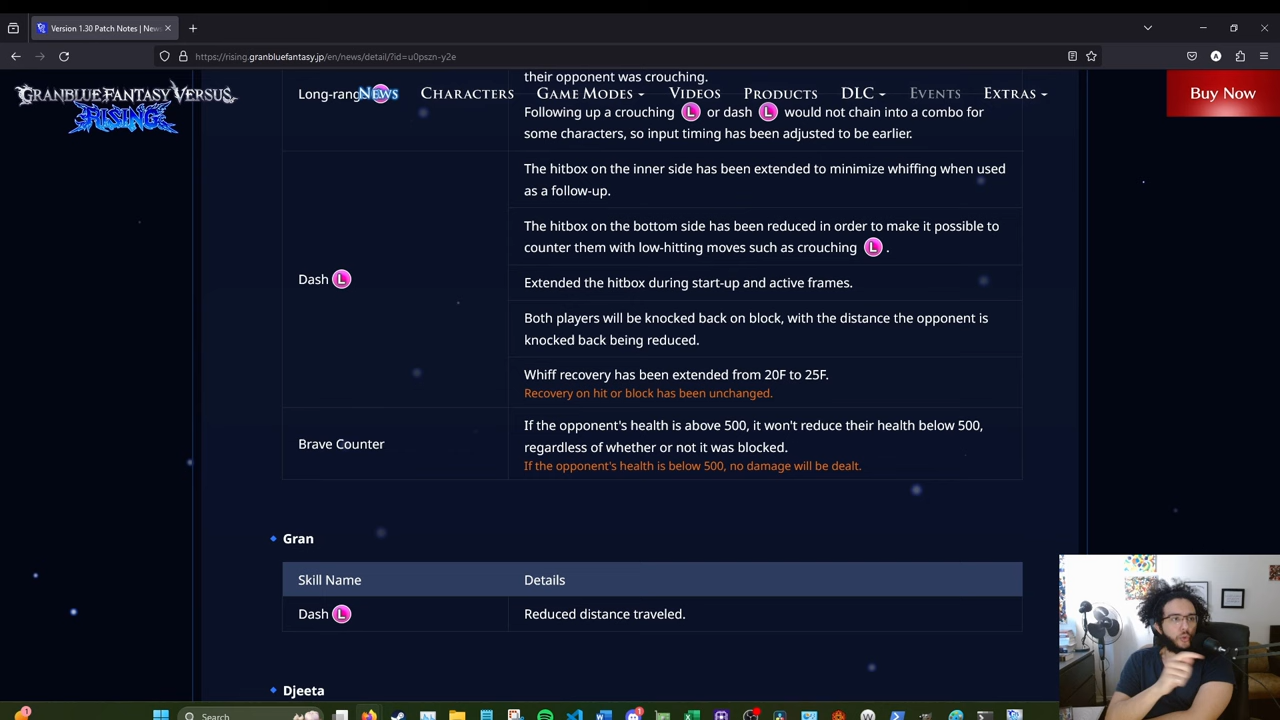 Version 1.30 Patch Notes | New
https://rising.granbluefantasy.jp/en/news/detail/?id=u0pszn-y2e
GRANBLUE FANTASY VERSUS
RISING
NEWS
CHARACTERS
GAME MODES
VIDEOS
PRODUCTS
DLC
EVENTS
EXTRAS
Buy Now
their opponent was crouching.
Long-rang
Following up a crouching L or dash L would not chain into a combo for
some characters, so input timing has been adjusted to be earlier.
The hitbox on the inner side has been extended to minimize whiffing when used
as a follow-up.
The hitbox on the bottom side has been reduced in order to make it possible to
counter them with low-hitting moves such as crouching L .
Dash L
Extended the hitbox during start-up and active frames.
Both players will be knocked back on block, with the distance the opponent is
knocked back being reduced.
Whiff recovery has been extended from 20F to 25F.
Recovery on hit or block has been unchanged.
Brave Counter
If the opponent's health is above 500, it won't reduce their health below 500,
regardless of whether or not it was blocked.
If the opponent's health is below 500, no damage will be dealt.
Gran
Skill Name
Details
Dash L
Reduced distance traveled.
Djeeta
Search